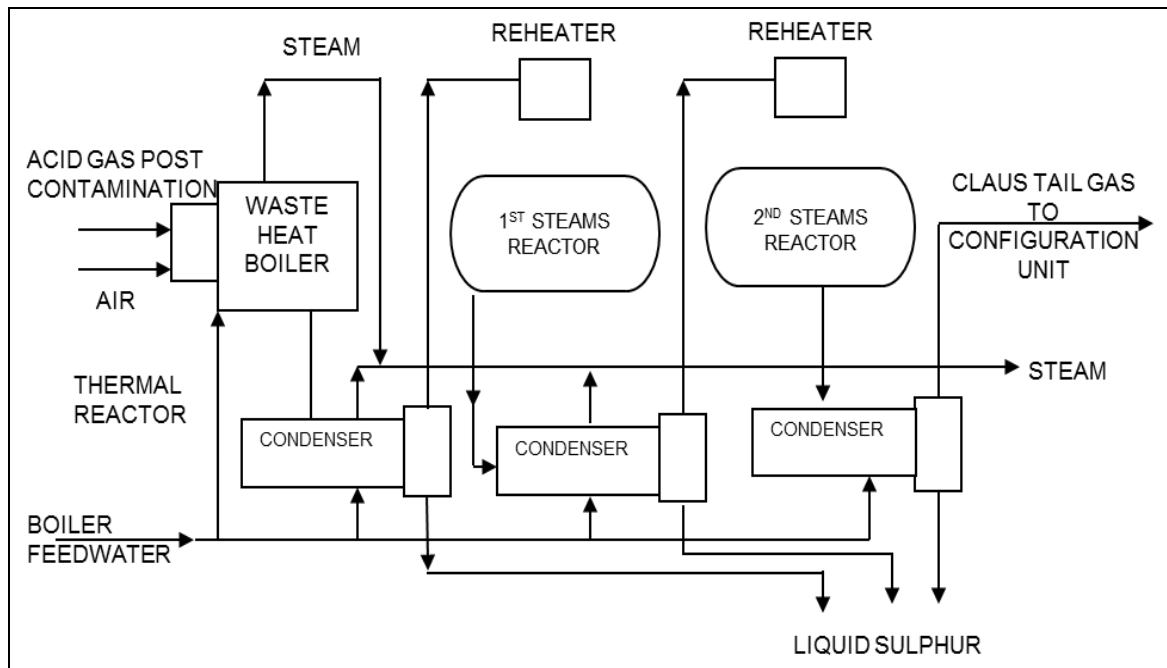 REHEATER
REHEATER
STEAM
ACID GAS POST
CONTAMINATION
WASTE
HEAT
BOILER
1ST STEAMS
REACTOR
2ND STEAMS
REACTOR
CLAUS TAIL GAS
TO
CONFIGURATION
UNIT
AIR
THERMAL
REACTOR
STEAM
CONDENSER
CONDENSER
CONDENSER
BOILER
FEEDWATER
LIQUID SULPHUR